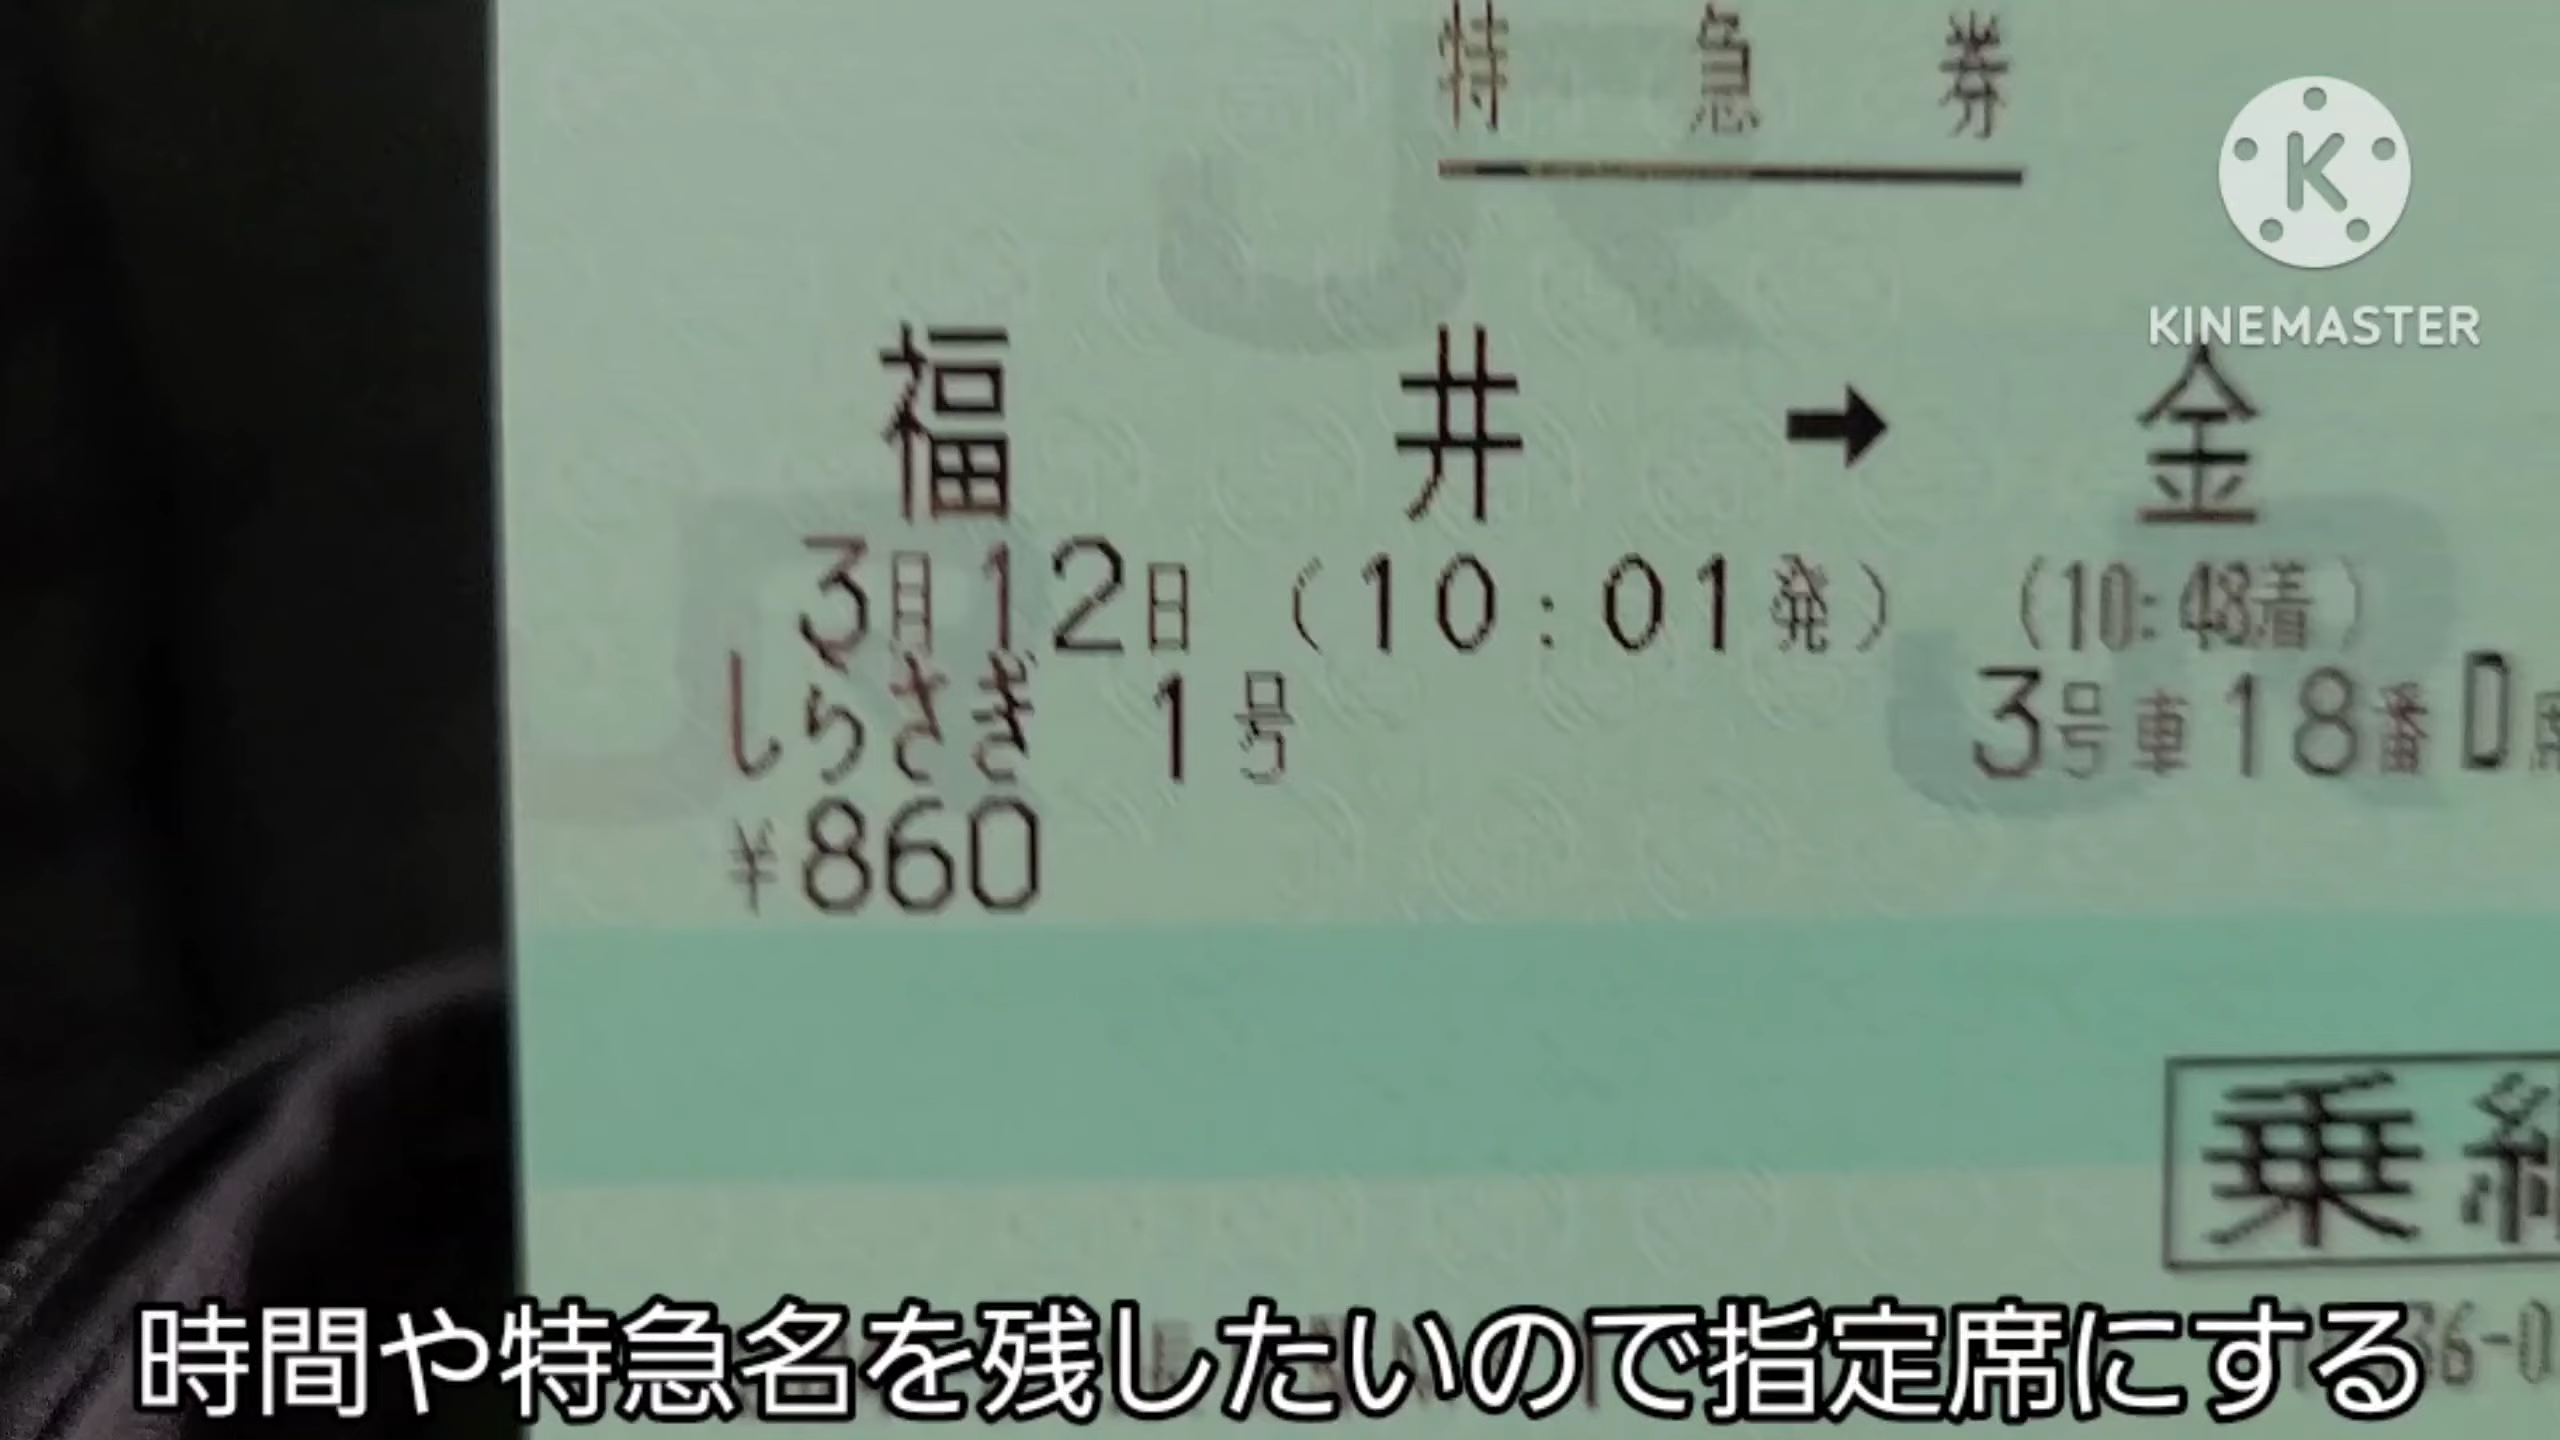 特急券
KINEMASTER
福井➡金
3月12日 (10:01発) (10:48着)
しらさぎ 1号 3号車18番D席
¥860
乗継
時間や特急名を残したいので指定席にする